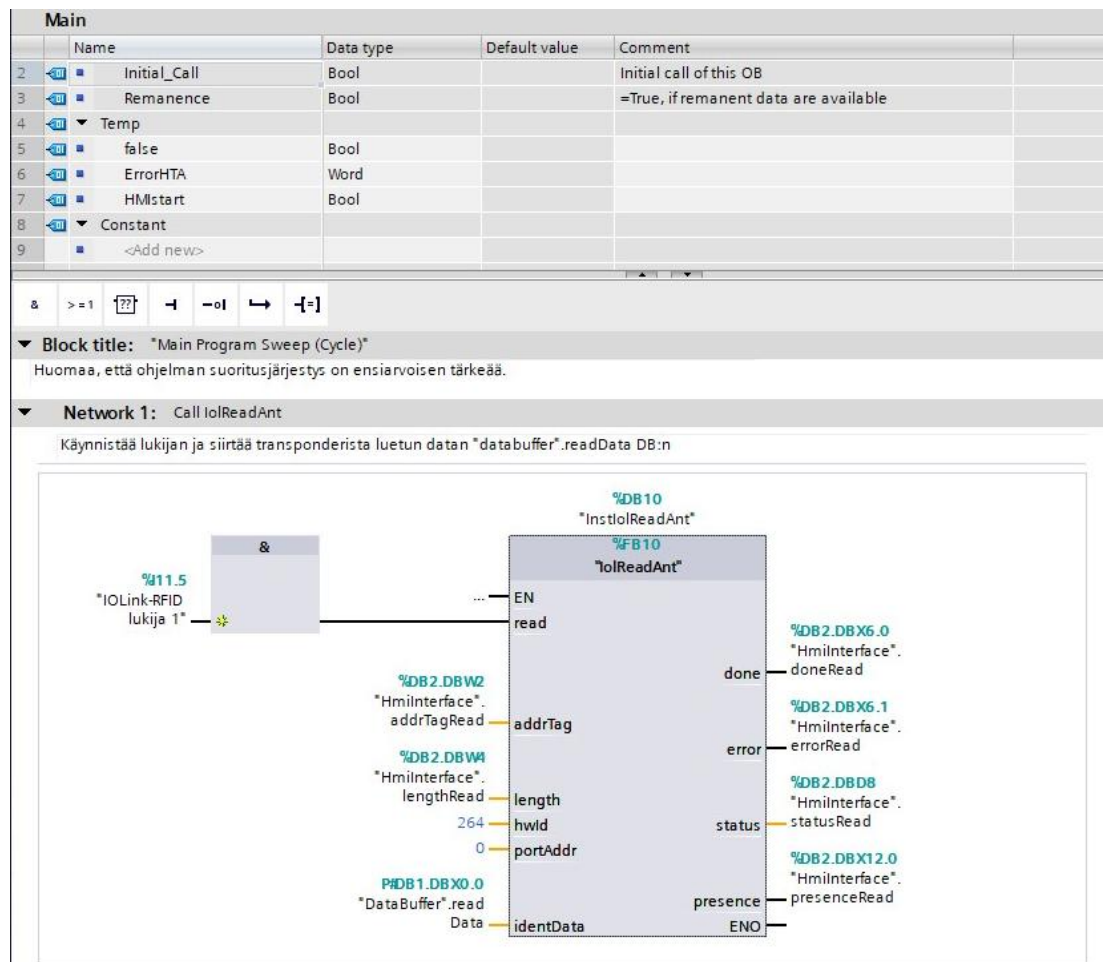 Main
Name Data type Default value Comment
2 Initial_Call Bool Initial call of this OB
3 Remanence Bool =True, if remanent data are available
4 Temp
5 false Bool
6 ErrorHTA Word
7 HMIstart Bool
8 Constant
9 <Add new>
& >=1 ?? -o| -[=]
Block title: "Main Program Sweep (Cycle)"
Huomaa, että ohjelman suoritusjärjestys on ensiarvoisen tärkeää.
Network 1: Call IolReadAnt
Käynnistää lukijan ja siirtää transponderista luetun datan "databuffer".readData DB:n
%DB10
"InstIolReadAnt"
& %FB10
"IolReadAnt"
%I11.5
"IOLink-RFID
lukija 1"
... EN
read
%DB2.DBX6.0
"HmiInterface".
done doneRead
%DB2.DBW2
"HmiInterface".
addrTagRead addrTag
%DB2.DBX6.1
"HmiInterface".
error errorRead
%DB2.DBW4
"HmiInterface".
lengthRead length
%DB2.DBD8
"HmiInterface".
264 hwId status statusRead
0 portAddr
%DB2.DBX12.0
"HmiInterface".
P#DB1.DBX0.0
"DataBuffer".read
Data identData
presence presenceRead
ENO